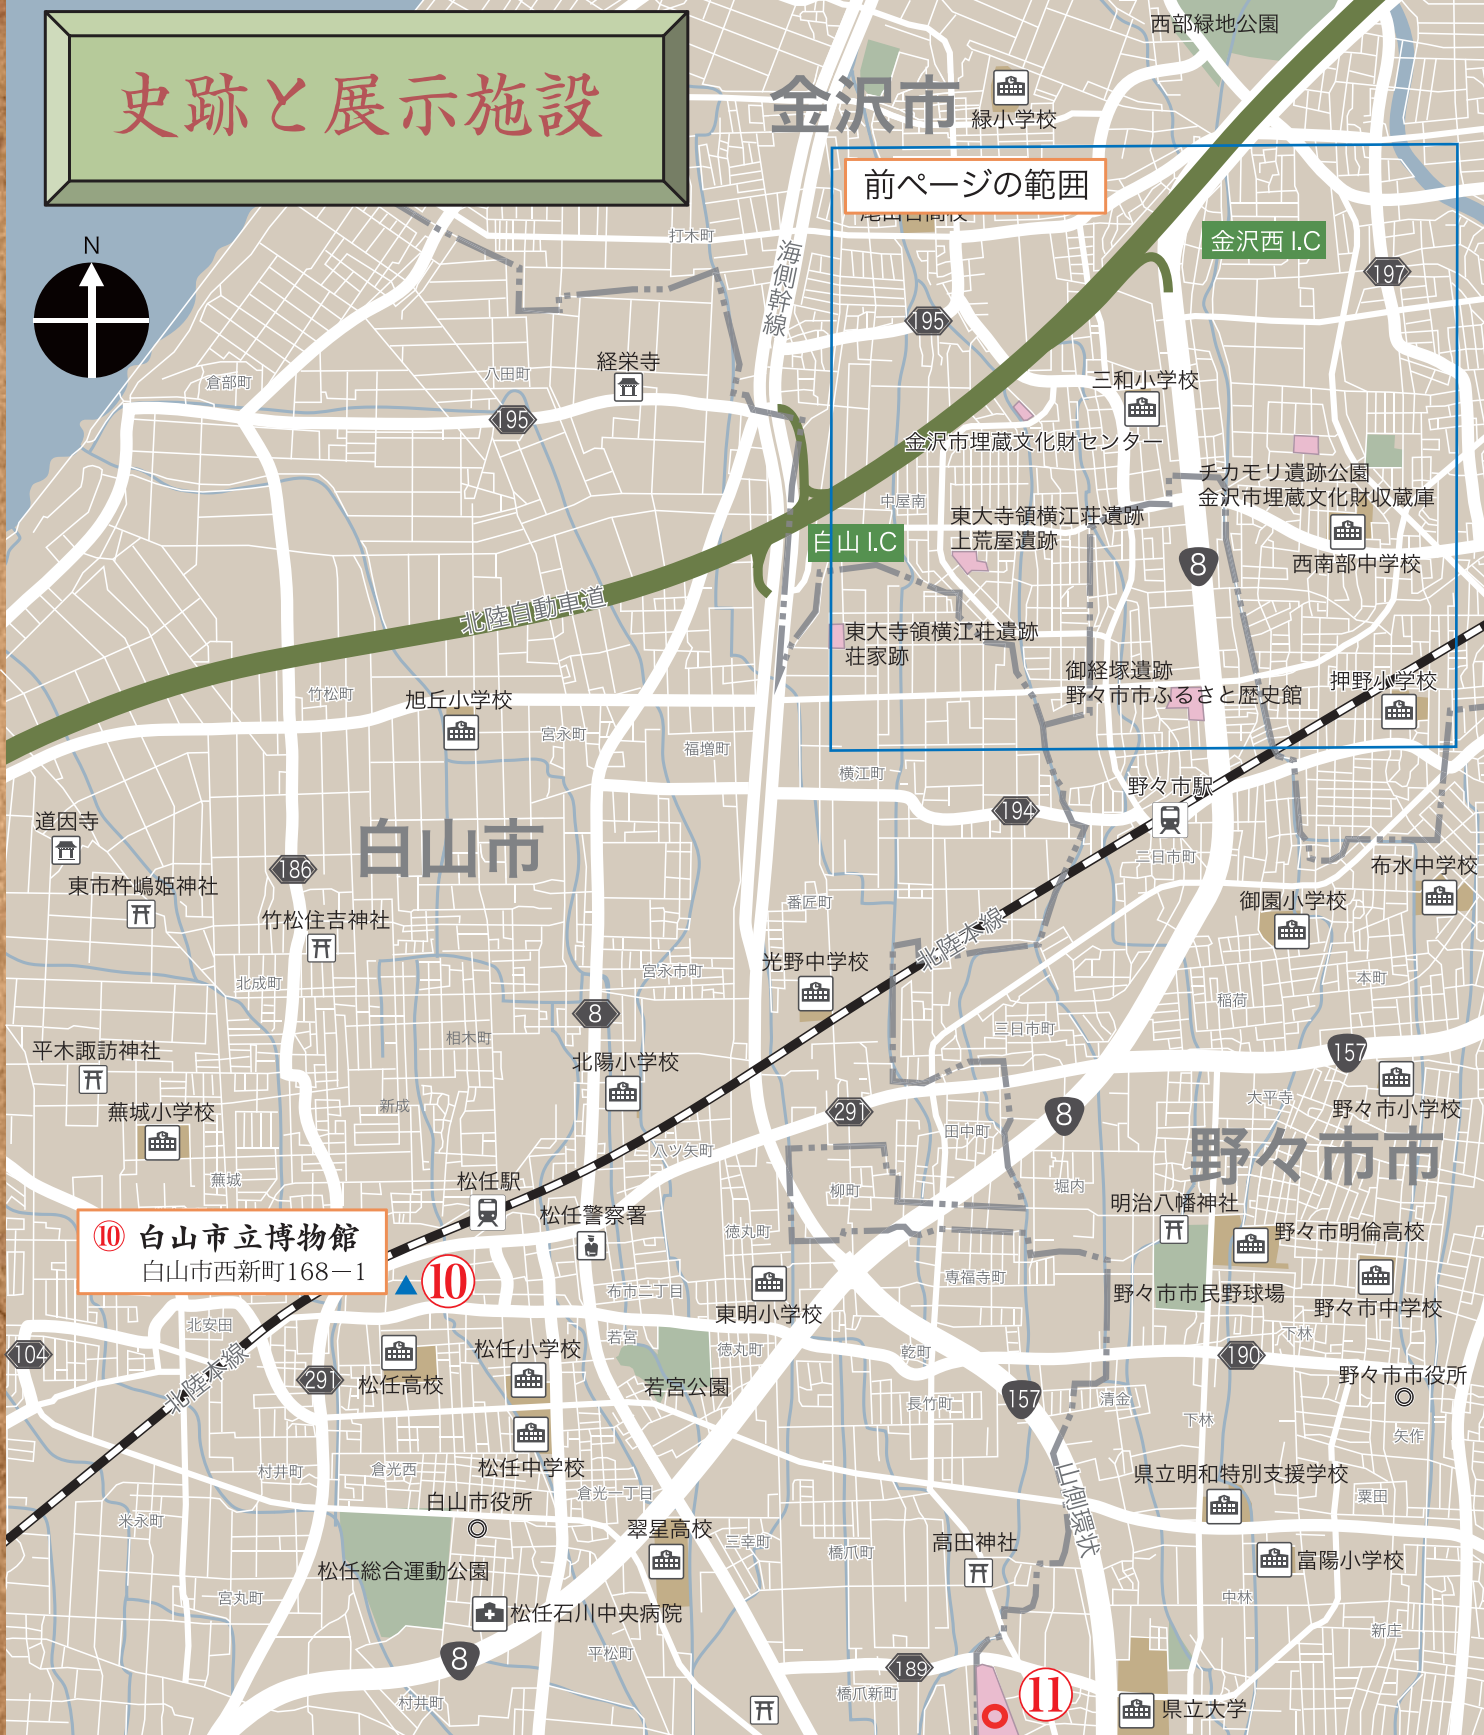 史跡と展示施設
西部緑地公園
金沢市
緑小学校
前ページの範囲
N
打木町
金沢西 I.C
海側幹線
197
195
経栄寺
倉部町
八田町
三和小学校
195
金沢市埋蔵文化財センター
チカモリ遺跡公園
金沢市埋蔵文化財収蔵庫
中屋南
東大寺領横江荘遺跡
上荒屋遺跡
白山 I.C
8
西南部中学校
北陸自動車道
東大寺領横江荘遺跡
荘家跡
御経塚遺跡
野々市市ふるさと歴史館
押野小学校
竹松町
旭丘小学校
宮永町
福増町
横江町
野々市駅
194
道因寺
白山市
186
二日市町
布水中学校
東市杵嶋姫神社
竹松住吉神社
番匠町
御園小学校
北陸本線
光野中学校
宮永市町
北成町
本町
稲荷
8
相木町
三日市町
平木諏訪神社
北陽小学校
157
蕪城小学校
新成
291
8
大平寺
野々市小学校
田中町
野々市市
八ツ矢町
蕪城
松任駅
柳町
堀内
明治八幡神社
松任警察署
徳丸町
野々市明倫高校
⑩ 白山市立博物館
白山市西新町168－1
⑩
布市二丁目
専福寺町
野々市市民野球場
野々市中学校
東明小学校
北安田
若宮
徳丸町
乾町
下林
104
北陸本線
291
松任高校
松任小学校
190
野々市市役所
若宮公園
長竹町
157
清金
下林
矢作
村井町
倉光西
松任中学校
山側環状
県立明和特別支援学校
白山市役所
倉光一丁目
粟田
米永町
翠星高校
三幸町
橋爪町
高田神社
富陽小学校
松任総合運動公園
宮丸町
中林
松任石川中央病院
新庄
8
平松町
189
橋爪新町
⑪
村井町
県立大学